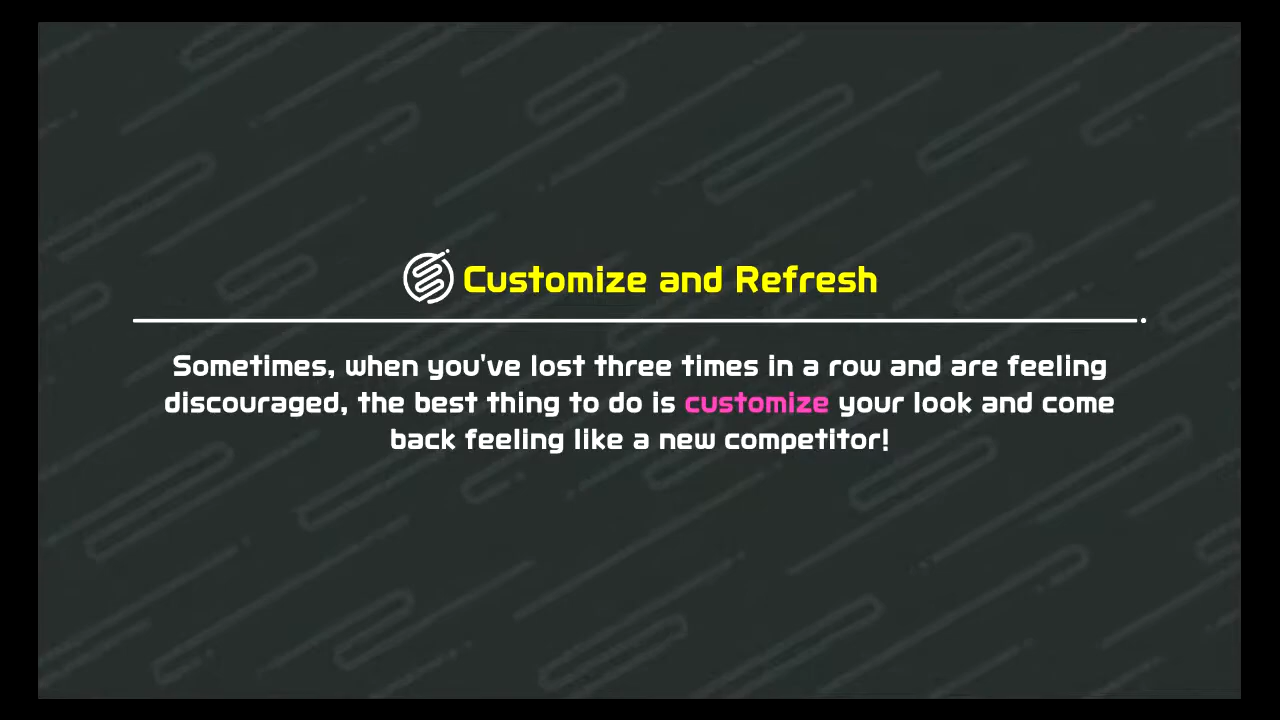 Customize and Refresh
Sometimes, when you've lost three times in a row and are feeling
discouraged, the best thing to do is customize your look and come
back feeling like a new competitor!